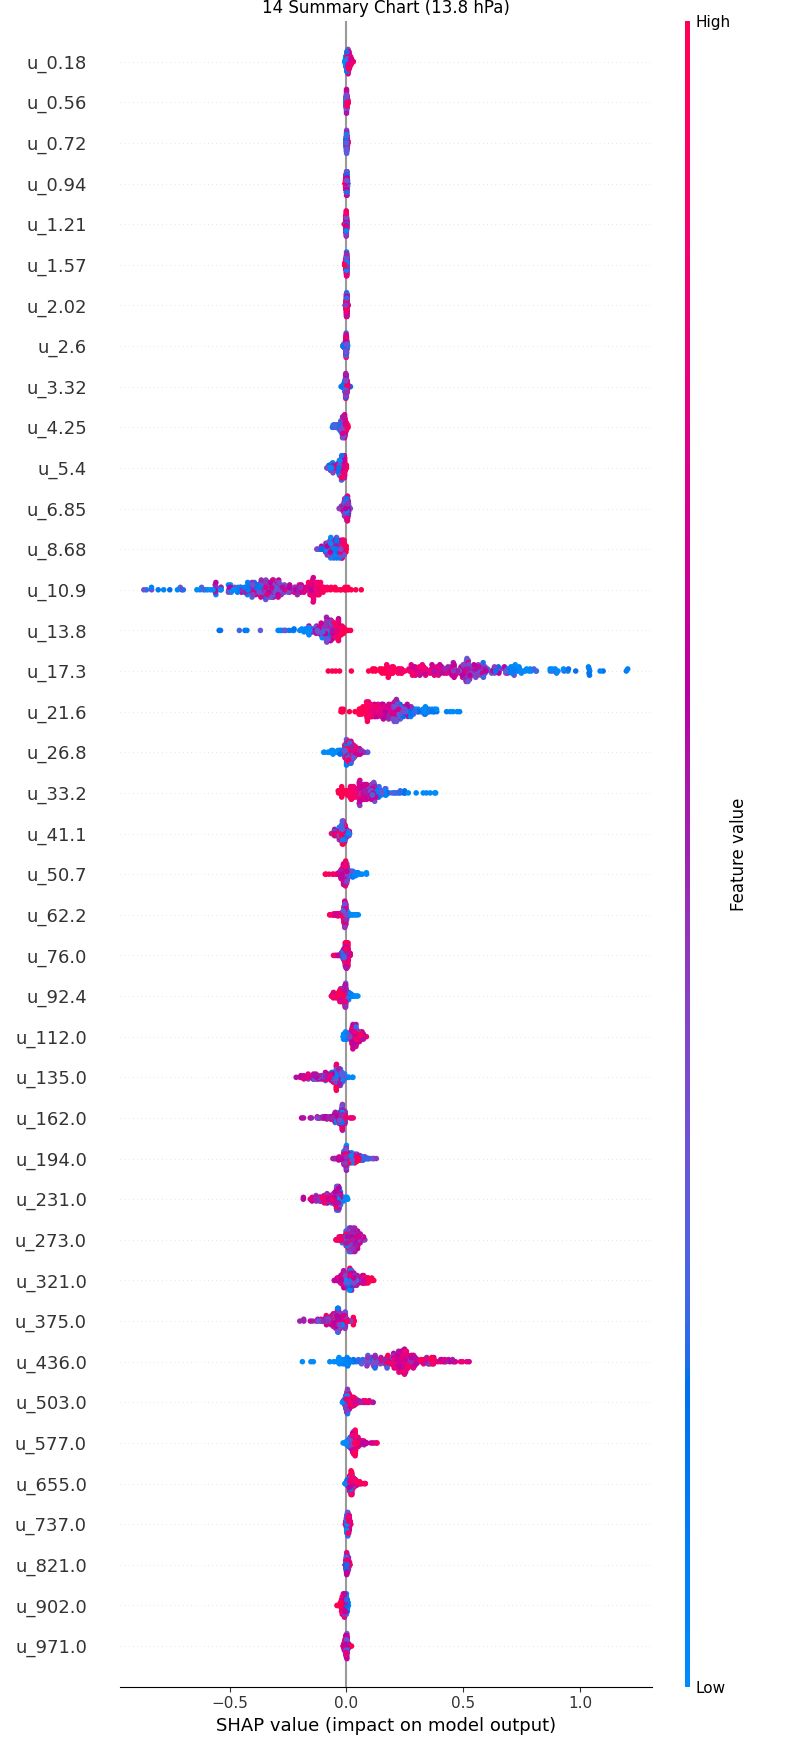 14 Summary Chart (13.8 hPa)
High
u_0.18
u_0.56
u_0.72
u_0.94
u_1.21
u_1.57
u_2.02
u_2.6
u_3.32
u_4.25
u_5.4
u_6.85
u_8.68
u_10.9
u_13.8
u_17.3
u_21.6
u_26.8
u_33.2
u_41.1
u_50.7
u_62.2
u_76.0
u_92.4
u_112.0
u_135.0
u_162.0
u_194.0
u_231.0
u_273.0
u_321.0
u_375.0
u_436.0
u_503.0
u_577.0
u_655.0
u_737.0
u_821.0
u_902.0
u_971.0
Feature value
Low
−0.5 0.0 0.5 1.0
SHAP value (impact on model output)